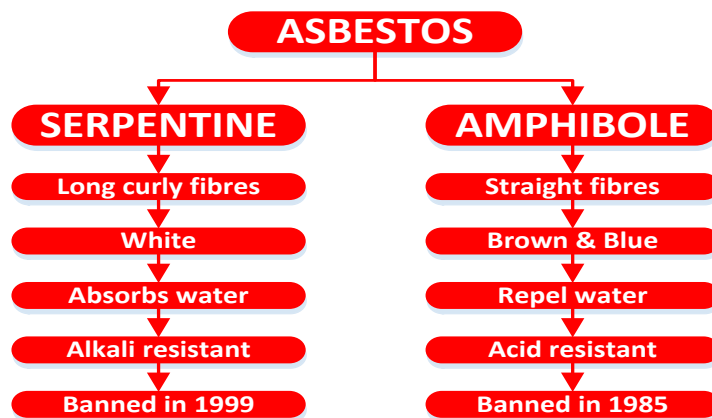 ASBESTOS
SERPENTINE
AMPHIBOLE
Long curly fibres
Straight fibres
White
Brown & Blue
Absorbs water
Repel water
Alkali resistant
Acid resistant
Banned in 1999
Banned in 1985